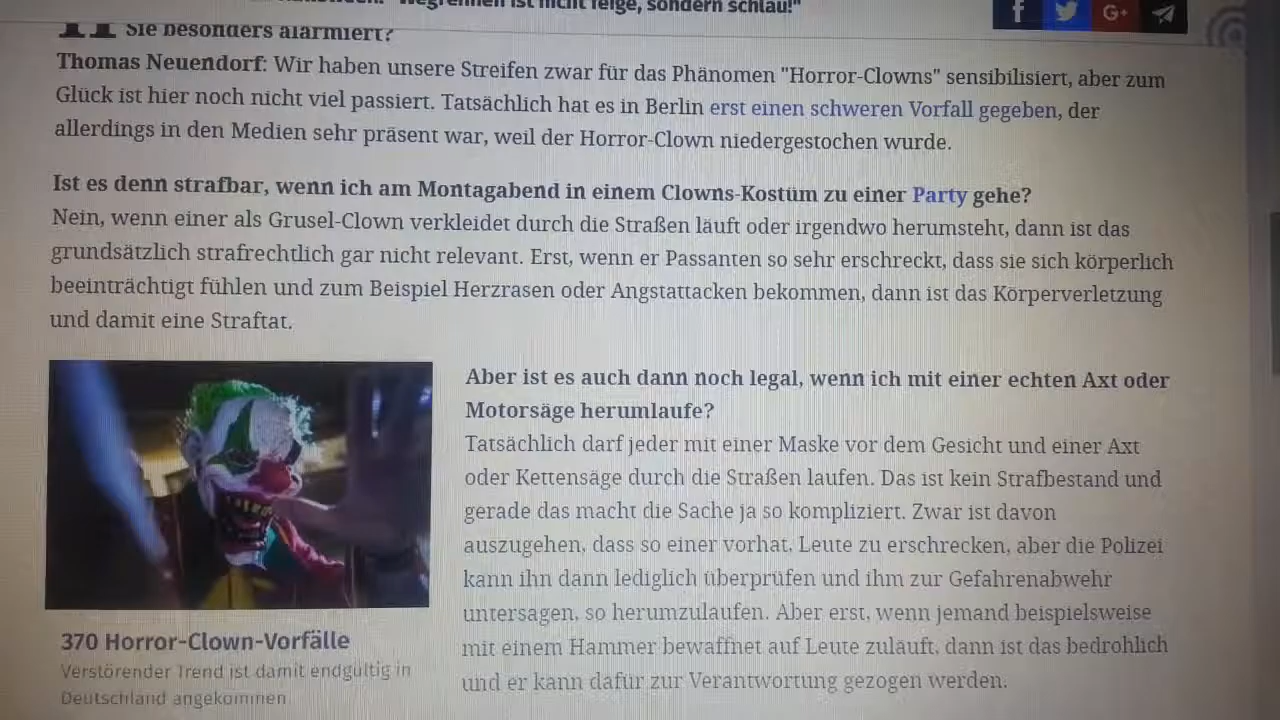 ist nicht feige, sondern schlau!"
f
G+
Sie besonders alarmiert?
Thomas Neuendorf: Wir haben unsere Streifen zwar für das Phänomen "Horror-Clowns" sensibilisiert, aber zum
Glück ist hier noch nicht viel passiert. Tatsächlich hat es in Berlin erst einen schweren Vorfall gegeben, der
allerdings in den Medien sehr präsent war, weil der Horror-Clown niedergestochen wurde.
Ist es denn strafbar, wenn ich am Montagabend in einem Clowns-Kostüm zu einer Party gehe?
Nein, wenn einer als Grusel-Clown verkleidet durch die Straßen läuft oder irgendwo herumsteht, dann ist das
grundsätzlich strafrechtlich gar nicht relevant. Erst, wenn er Passanten so sehr erschreckt, dass sie sich körperlich
beeinträchtigt fühlen und zum Beispiel Herzrasen oder Angstattacken bekommen, dann ist das Körperverletzung
und damit eine Straftat.
Aber ist es auch dann noch legal, wenn ich mit einer echten Axt oder
Motorsäge herumlaufe?
Tatsächlich darf jeder mit einer Maske vor dem Gesicht und einer Axt
oder Kettensäge durch die Straßen laufen. Das ist kein Strafbestand und
gerade das macht die Sache ja so kompliziert. Zwar ist davon
auszugehen, dass so einer vorhat, Leute zu erschrecken, aber die Polizei
kann ihn dann lediglich überprüfen und ihm zur Gefahrenabwehr
untersagen, so herumzulaufen. Aber erst, wenn jemand beispielsweise
mit einem Hammer bewaffnet auf Leute zuläuft, dann ist das bedrohlich
und er kann dafür zur Verantwortung gezogen werden.
370 Horror-Clown-Vorfälle
Verstörender Trend ist damit endgültig in
Deutschland angekommen